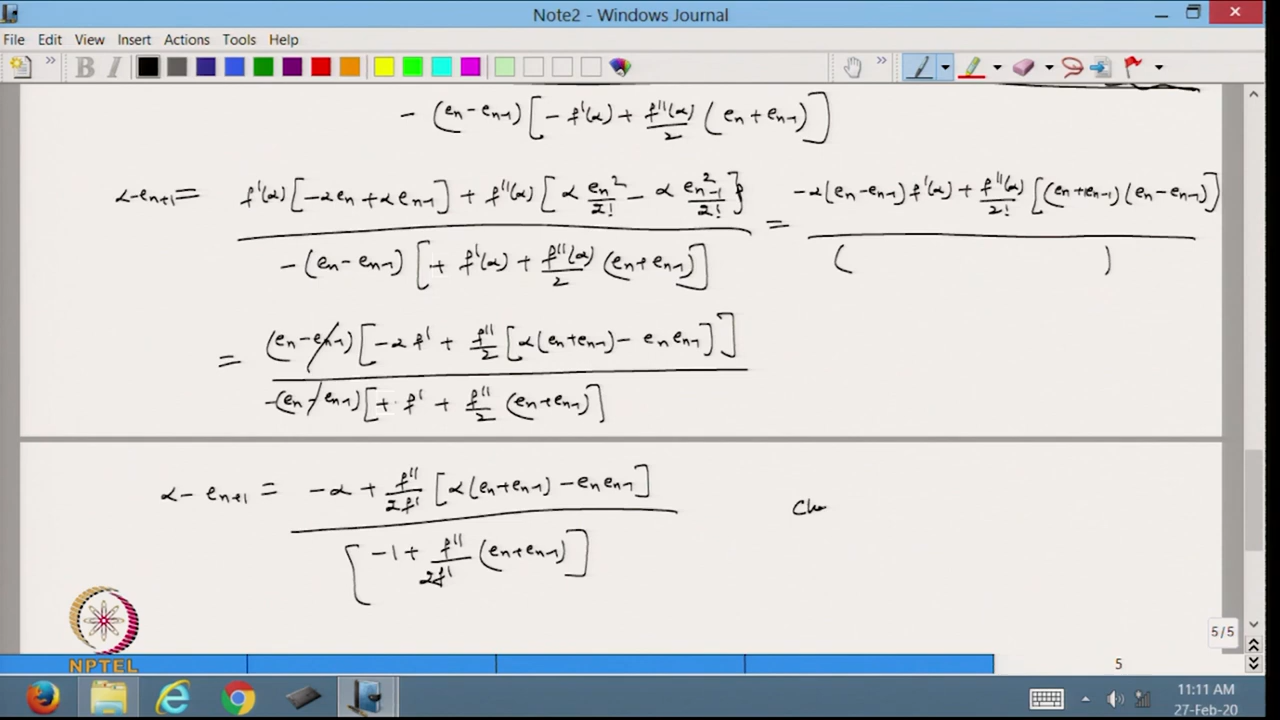 Note2 - Windows Journal
File Edit View Insert Actions Tools Help
B I
- (en - en-1) [ - f'(α) + f''(α)/2 (en + en-1) ]
α - en+1 = f'(α) [ -α en + α en-1 ] + f''(α) [ α en²/2! - α en-1²/2! ] / - (en - en-1) [ + f'(α) + f''(α)/2 (en + en-1) ] = -α (en - en-1) f'(α) + f''(α)/2! [ (en + en-1) (en - en-1) ] / ( )
= (en - en-1) [ -α f' + f''/2 [ α (en + en-1) - en en-1 ] ] / - (en - en-1) [ + f' + f''/2 (en + en-1) ]
α - en+1 = -α + f''/2f' [ α (en + en-1) - en en-1 ] / [ -1 + f''/2f' (en + en-1) ]
5/5
NPTEL
5
11:11 AM
27-Feb-20